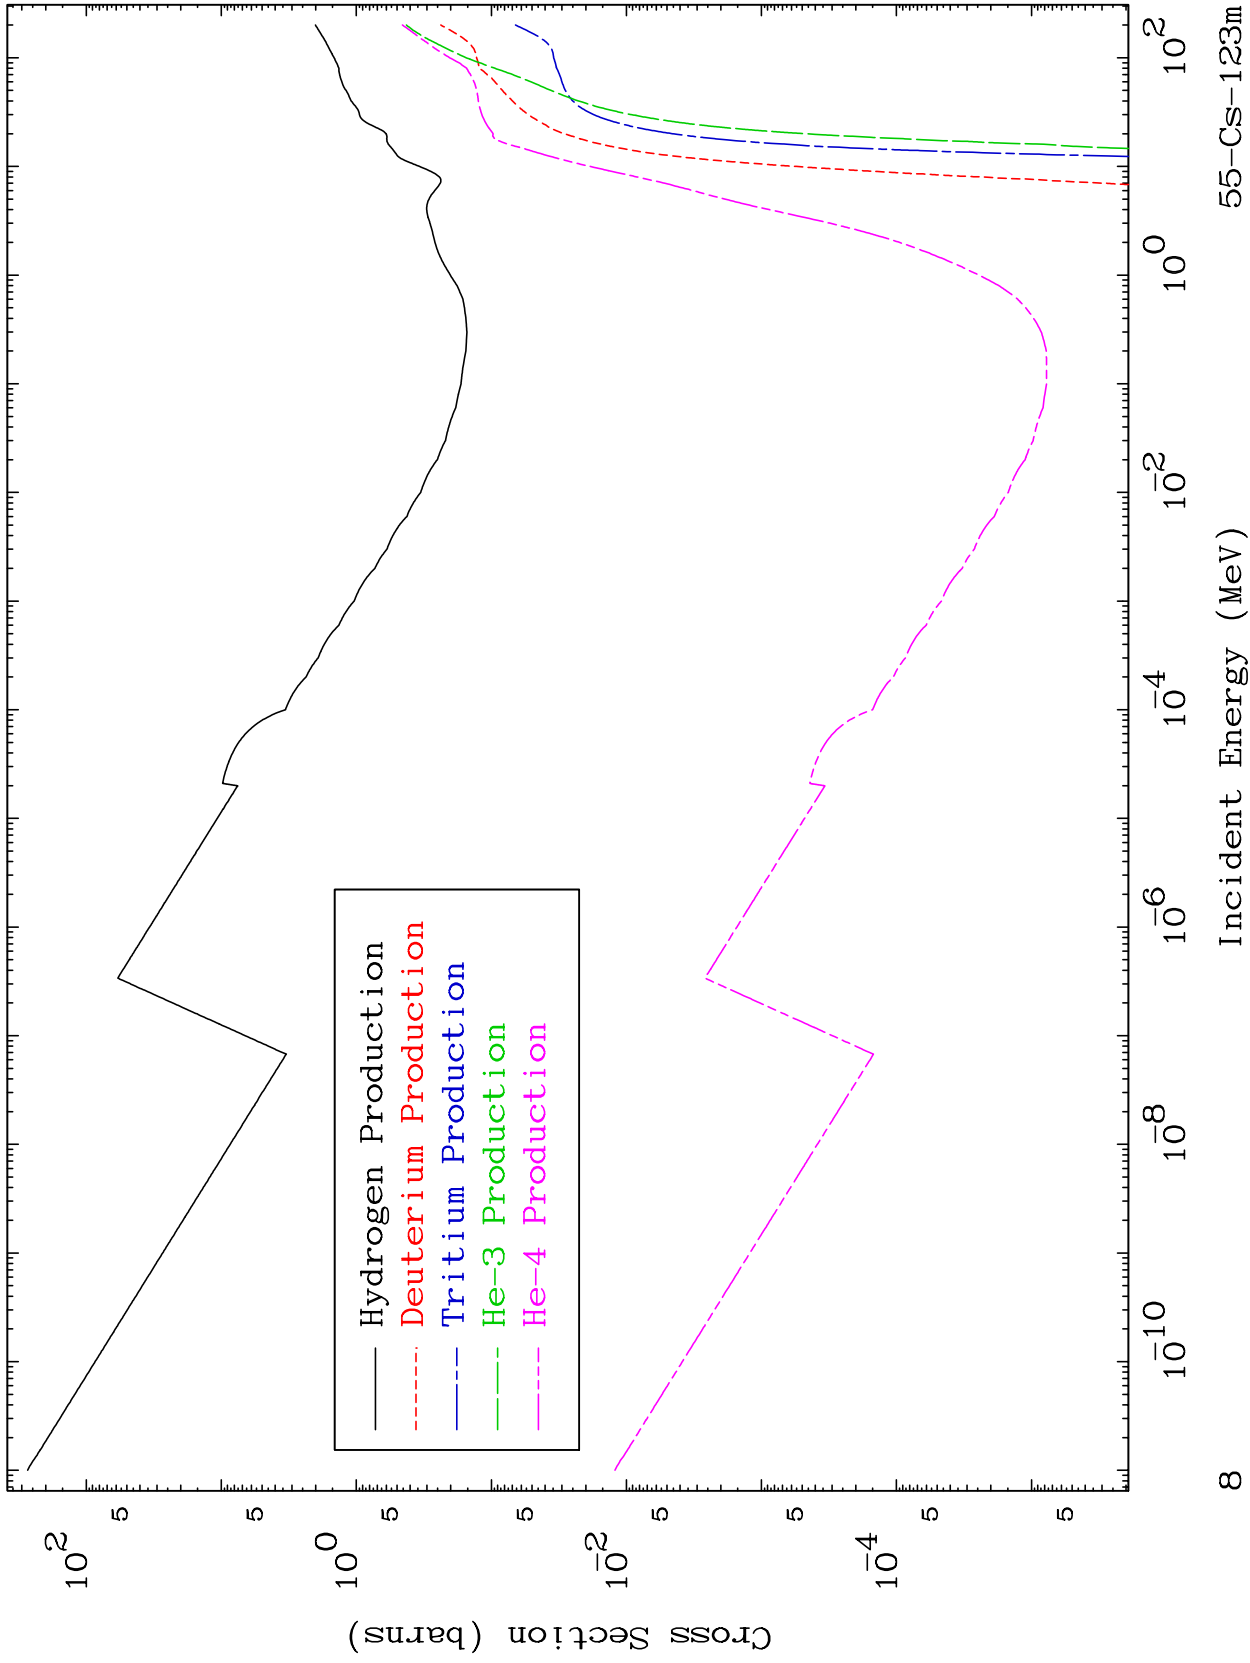 10^2
5
5
10^0
5
5
10^-2
5
5
10^-4
5
5
Cross Section (barns)
Hydrogen Production
Deuterium Production
Tritium Production
He-3 Production
He-4 Production
10^-10 10^-8 10^-6 10^-4 10^-2 10^0 10^2
8 Incident Energy (MeV) 55-Cs-123m